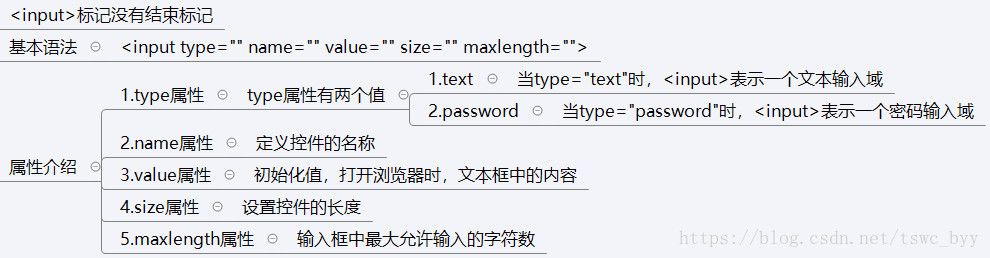 <input>标记没有结束标记
基本语法 <input type="" name="" value="" size="" maxlength="">
属性介绍
1.type属性 type属性有两个值
1.text 当type="text"时，<input>表示一个文本输入域
2.password 当type="password"时，<input>表示一个密码输入域
2.name属性 定义控件的名称
3.value属性 初始化值，打开浏览器时，文本框中的内容
4.size属性 设置控件的长度
5.maxlength属性 输入框中最大允许输入的字符数
https://blog.csdn.net/tswc_byy